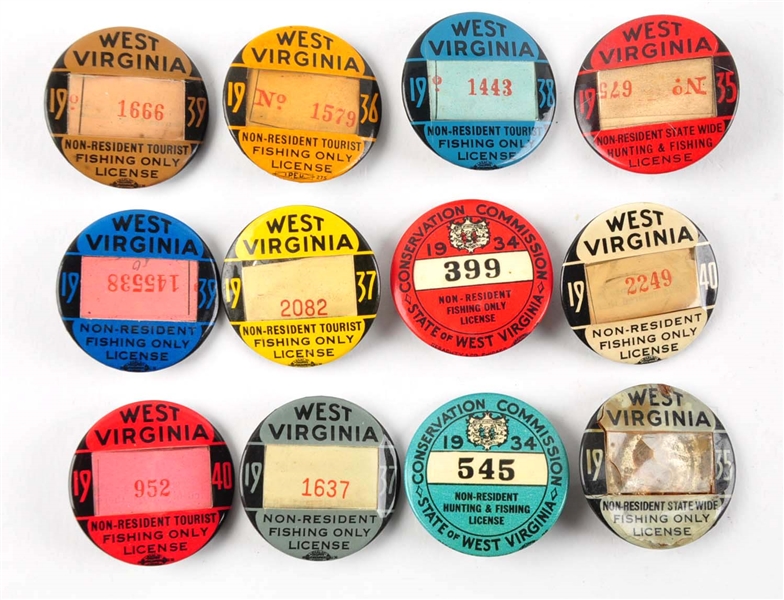 WEST
VIRGINIA
19 Nº 1666 39
NON-RESIDENT TOURIST
FISHING ONLY
LICENSE
WEST
VIRGINIA
19 Nº 1579 36
NON-RESIDENT TOURIST
FISHING ONLY
LICENSE
WEST
VIRGINIA
19 º 1443 38
NON-RESIDENT TOURIST
FISHING ONLY
LICENSE
WEST
VIRGINIA
19 Nº 675 35
NON-RESIDENT STATE WIDE
HUNTING & FISHING
LICENSE
WEST
VIRGINIA
19 145538 39
NON-RESIDENT
FISHING ONLY
LICENSE
WEST
VIRGINIA
19 2082 37
NON-RESIDENT TOURIST
FISHING ONLY
LICENSE
CONSERVATION COMMISSION
1934
399
NON-RESIDENT
FISHING ONLY
LICENSE
STATE OF WEST VIRGINIA
WEST
VIRGINIA
19 2249 40
NON-RESIDENT
FISHING ONLY
LICENSE
WEST
VIRGINIA
19 952 40
NON-RESIDENT TOURIST
FISHING ONLY
LICENSE
WEST
VIRGINIA
19 1637 37
NON-RESIDENT
FISHING ONLY
LICENSE
CONSERVATION COMMISSION
1934
545
NON-RESIDENT
HUNTING & FISHING
LICENSE
STATE OF WEST VIRGINIA
WEST
VIRGINIA
19 35
NON-RESIDENT STATE WIDE
FISHING ONLY
LICENSE